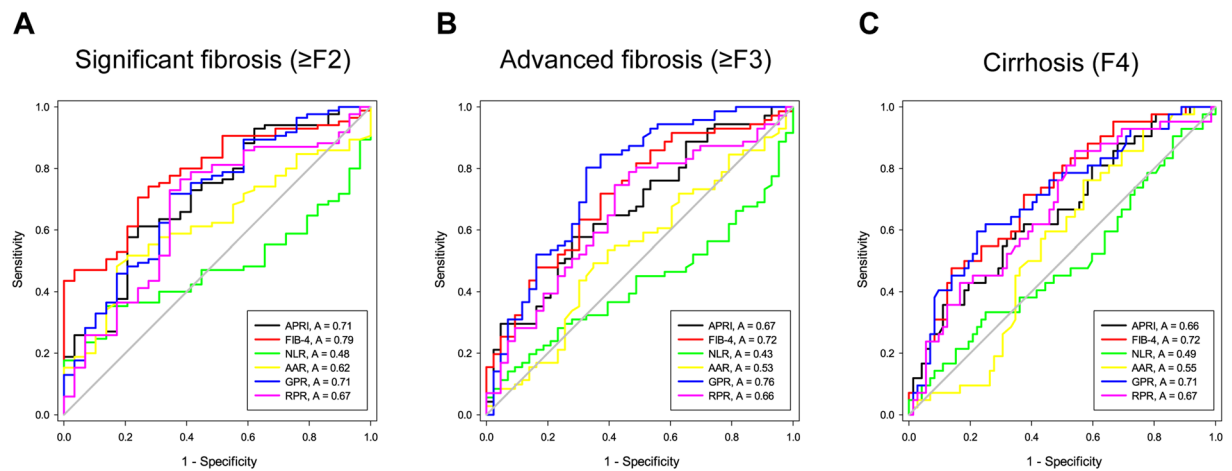 A
Significant fibrosis (≥F2)
Sensitivity
1.0
0.8
0.6
0.4
0.2
0.0
APRI, A = 0.71
FIB-4, A = 0.79
NLR, A = 0.48
AAR, A = 0.62
GPR, A = 0.71
RPR, A = 0.67
0.0 0.2 0.4 0.6 0.8 1.0
1 - Specificity
B
Advanced fibrosis (≥F3)
Sensitivity
1.0
0.8
0.6
0.4
0.2
0.0
APRI, A = 0.67
FIB-4, A = 0.72
NLR, A = 0.43
AAR, A = 0.53
GPR, A = 0.76
RPR, A = 0.66
0.0 0.2 0.4 0.6 0.8 1.0
1 - Specificity
C
Cirrhosis (F4)
Sensitivity
1.0
0.8
0.6
0.4
0.2
0.0
APRI, A = 0.66
FIB-4, A = 0.72
NLR, A = 0.49
AAR, A = 0.55
GPR, A = 0.71
RPR, A = 0.67
0.0 0.2 0.4 0.6 0.8 1.0
1 - Specificity